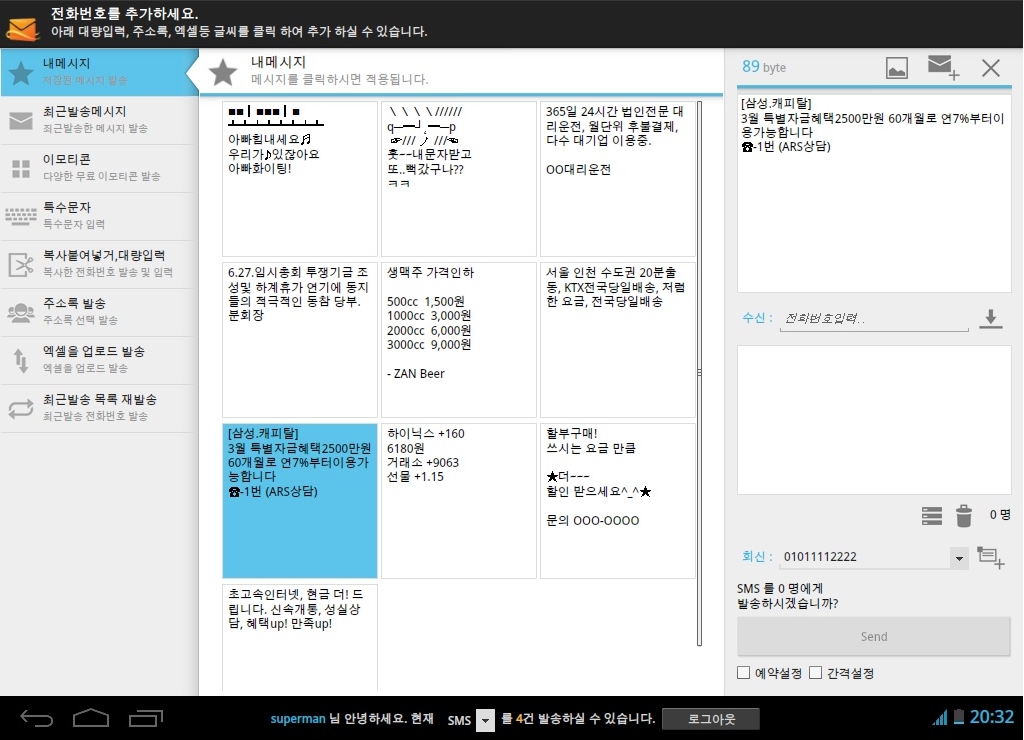 전화번호를 추가하세요.
아래 대량입력, 주소록, 엑셀등 글씨를 클릭 하여 추가 하실 수 있습니다.
내메시지
저장된 메시지 발송
최근발송메시지
최근발송한 메시지 발송
이모티콘
다양한 무료 이모티콘 발송
특수문자
특수문자 입력
복사붙여넣거,대량입력
복사한 전화번호 발송 및 입력
주소록 발송
주소록 선택 발송
엑셀을 업로드 발송
엑셀을 업로드 발송
최근발송 목록 재발송
최근발송 전화번호 발송
내메시지
메시지를 클릭하시면 적용됩니다.
■■┃■■■┃■
아빠힘내세요♬
우리가♪있잖아요
아빠화이팅!
\ \ \ \//////
q─━┘˛━─p
☞/// ノ ///☜
훗~~내문자받고
또..뻑갔구나??
ㅋㅋ
365일 24시간 법인전문 대
리운전, 월단위 후불결제,
다수 대기업 이용중.
OO대리운전
6.27.임시총회 투쟁기금 조
성및 하계휴가 연기에 동지
들의 적극적인 동참 당부.
분회장
생맥주 가격인하
500cc 1,500원
1000cc 3,000원
2000cc 6,000원
3000cc 9,000원
- ZAN Beer
서울 인천 수도권 20분출
동, KTX전국당일배송, 저렴
한 요금, 전국당일배송
[삼성.캐피탈]
3월 특별자금혜택2500만원
60개월로 연7%부터이용가
능합니다
☎-1번 (ARS상담)
하이닉스 +160
6180원
거래소 +9063
선물 +1.15
할부구매!
쓰시는 요금 만큼
★더~~~
할인 받으세요^_^★
문의 OOO-OOOO
초고속인터넷, 현금 더! 드
립니다. 신속개통, 성실상
담, 혜택up! 만족up!
89 byte
[삼성.캐피탈]
3월 특별자금혜택2500만원 60개월로 연7%부터이
용가능합니다
☎-1번 (ARS상담)
수신 : 전화번호입력..
0 명
회신 : 01011112222
SMS 를 0 명에게
발송하시겠습니까?
Send
예약설정 간격설정
superman 님 안녕하세요. 현재 SMS 를 4건 발송하실 수 있습니다. 로그아웃
20:32